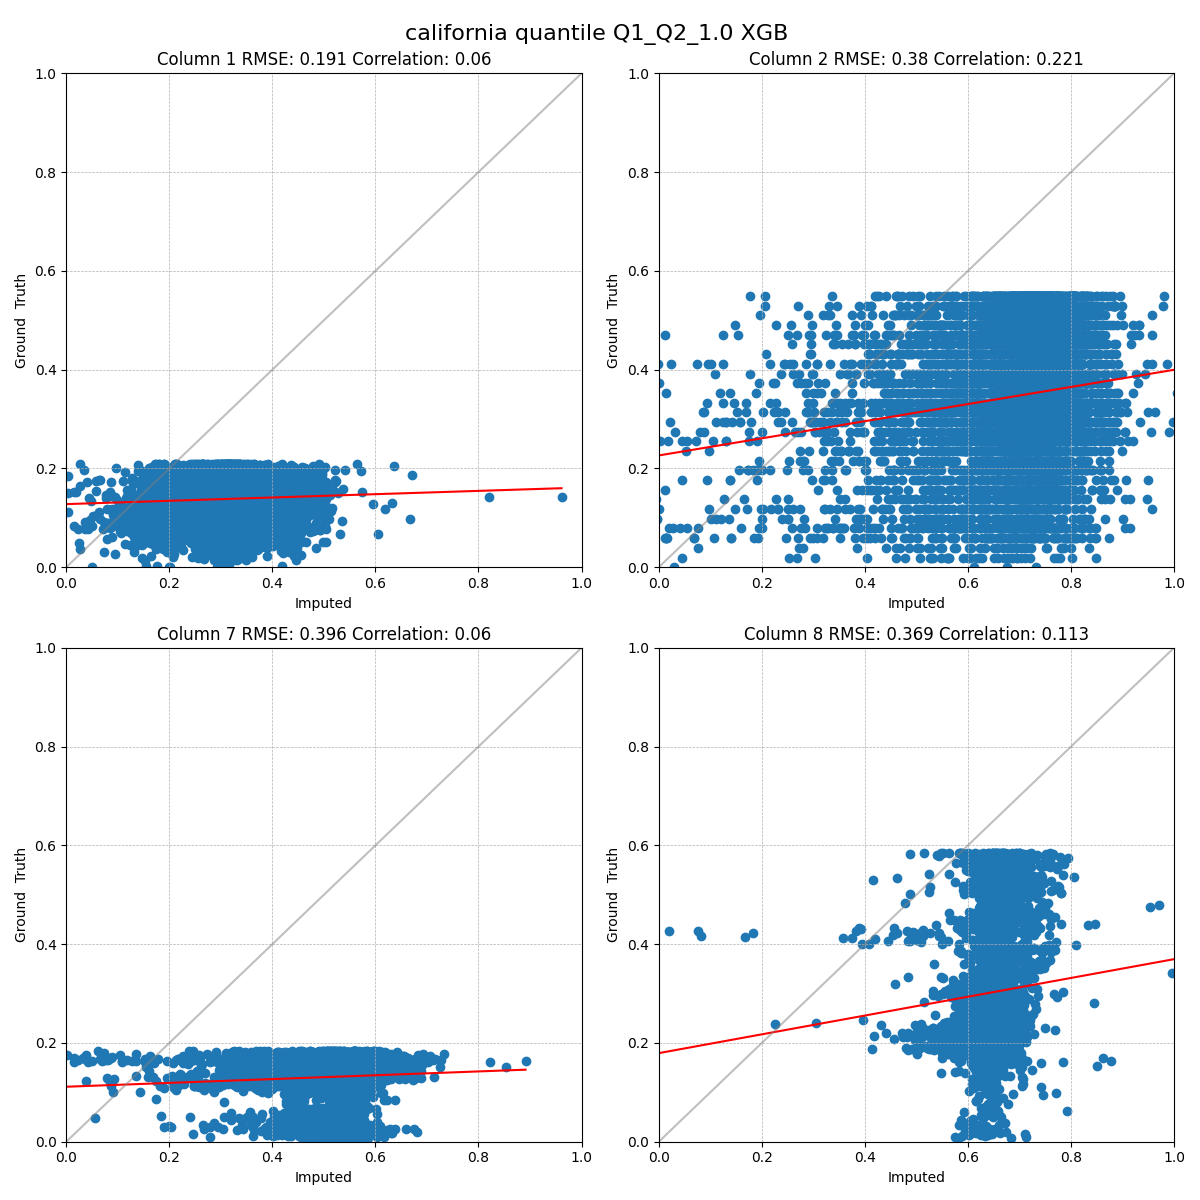 california quantile Q1_Q2_1.0 XGB
Column 1 RMSE: 0.191 Correlation: 0.06
Column 2 RMSE: 0.38 Correlation: 0.221
1.0
0.8
0.6
0.4
0.2
0.0
Ground Truth
0.0 0.2 0.4 0.6 0.8 1.0
Imputed
1.0
0.8
0.6
0.4
0.2
0.0
Ground Truth
0.0 0.2 0.4 0.6 0.8 1.0
Imputed
Column 7 RMSE: 0.396 Correlation: 0.06
Column 8 RMSE: 0.369 Correlation: 0.113
1.0
0.8
0.6
0.4
0.2
0.0
Ground Truth
0.0 0.2 0.4 0.6 0.8 1.0
Imputed
1.0
0.8
0.6
0.4
0.2
0.0
Ground Truth
0.0 0.2 0.4 0.6 0.8 1.0
Imputed